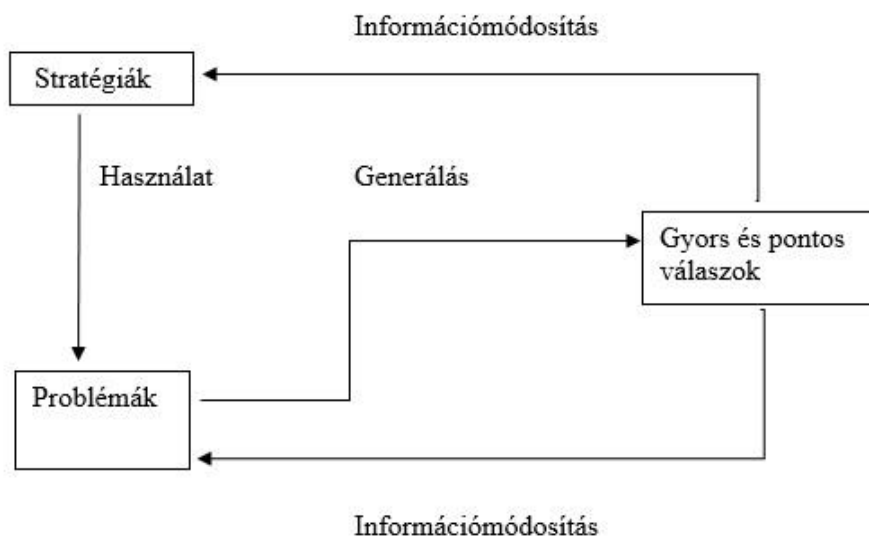 Információmódosítás
Stratégiák
Használat
Generálás
Gyors és pontos
válaszok
Problémák
Információmódosítás